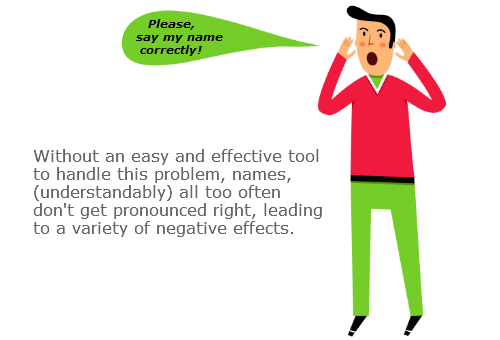 Please,
say my name
correctly!
Without an easy and effective tool
to handle this problem, names,
(understandably) all too often
don't get pronounced right, leading
to a variety of negative effects.